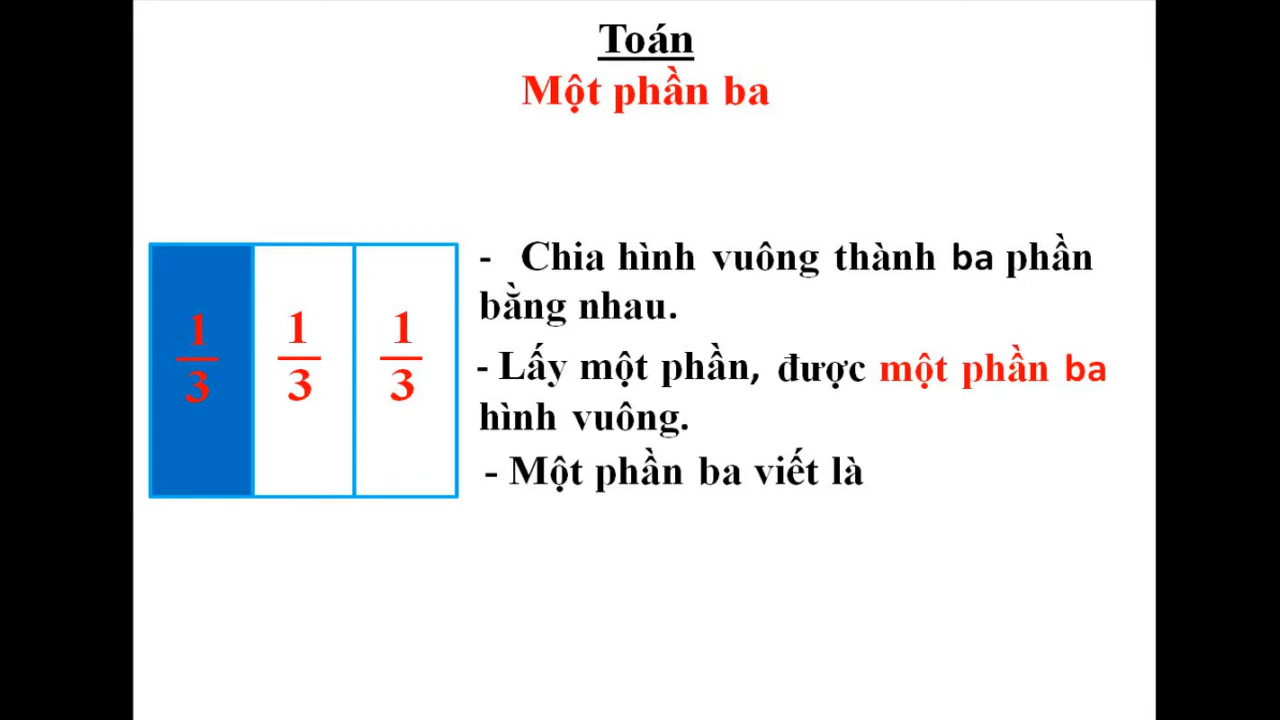 Toán
Một phần ba
1 1 1
3 3 3
- Chia hình vuông thành ba phần
bằng nhau.
- Lấy một phần, được một phần ba
hình vuông.
- Một phần ba viết là